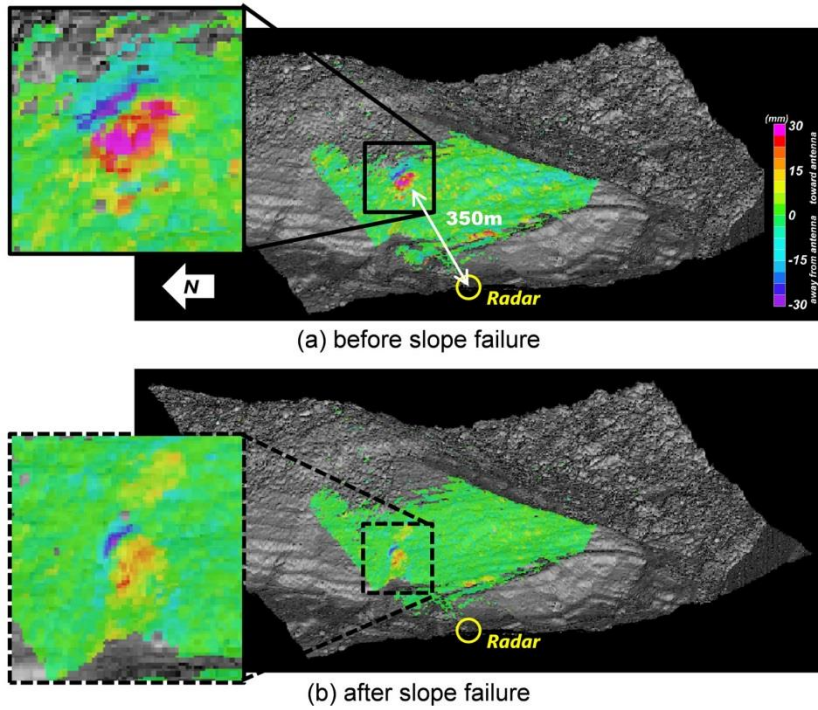 (mm)
30
15
0
-15
-30
toward antenna
away from antenna
350m
Radar
N
(a) before slope failure
Radar
(b) after slope failure